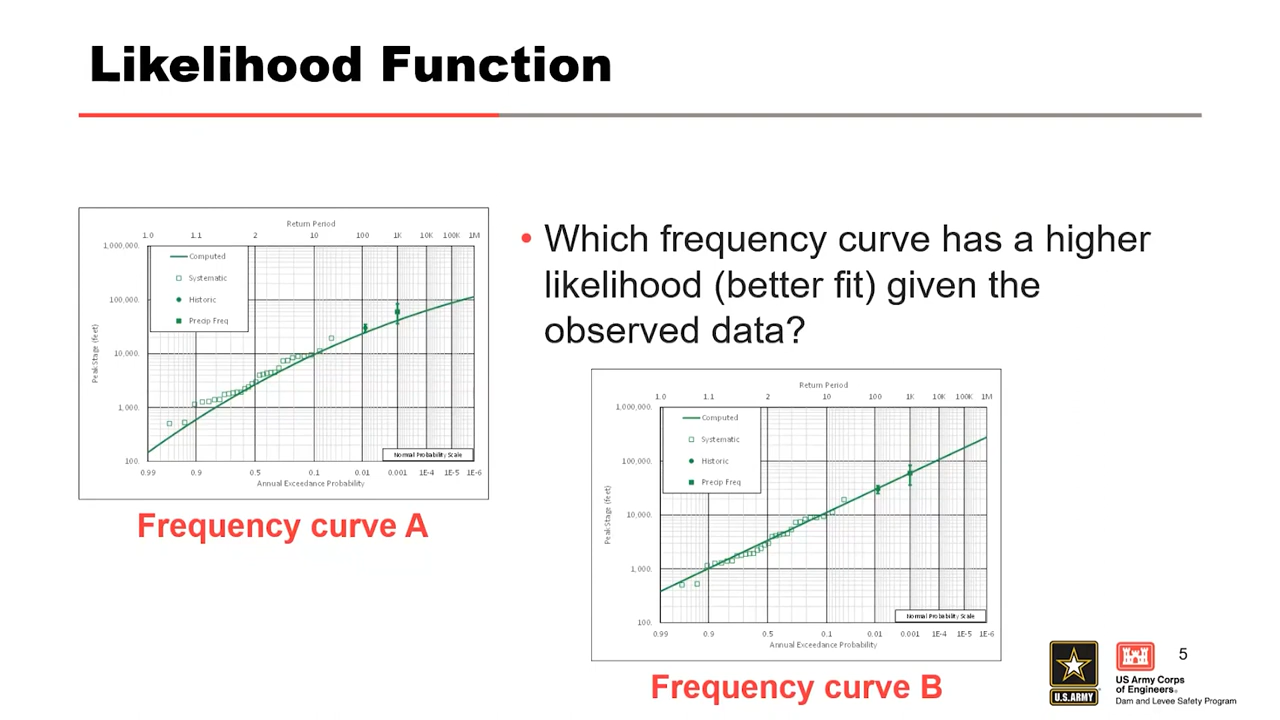 Likelihood Function
Return Period
1.0 1.1 2 10 100 1K 10K 100K 1M
1,000,000.
100,000.
10,000.
1,000.
100.
Peak-Stage (feet)
Computed
Systematic
Historic
Precip Freq
Normal Probability Scale
0.99 0.9 0.5 0.1 0.01 0.001 1E-4 1E-5 1E-6
Annual Exceedance Probability
Frequency curve A
• Which frequency curve has a higher
likelihood (better fit) given the
observed data?
Return Period
1.0 1.1 2 10 100 1K 10K 100K 1M
1,000,000.
100,000.
10,000.
1,000.
100.
Peak-Stage (feet)
Computed
Systematic
Historic
Precip Freq
Normal Probability Scale
0.99 0.9 0.5 0.1 0.01 0.001 1E-4 1E-5 1E-6
Annual Exceedance Probability
Frequency curve B
U.S.ARMY
US Army Corps
of Engineers®
Dam and Levee Safety Program
5